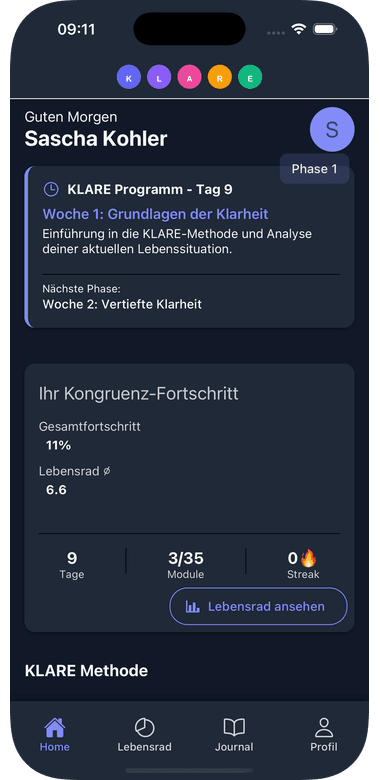 09:11
K L A R E
Guten Morgen
Sascha Kohler
S
Phase 1
KLARE Programm - Tag 9
Woche 1: Grundlagen der Klarheit
Einführung in die KLARE-Methode und Analyse
deiner aktuellen Lebenssituation.
Nächste Phase:
Woche 2: Vertiefte Klarheit
Ihr Kongruenz-Fortschritt
Gesamtfortschritt
11%
Lebensrad ⌀
6.6
9 3/35 0🔥
Tage Module Streak
Lebensrad ansehen
KLARE Methode
Home Lebensrad Journal Profil